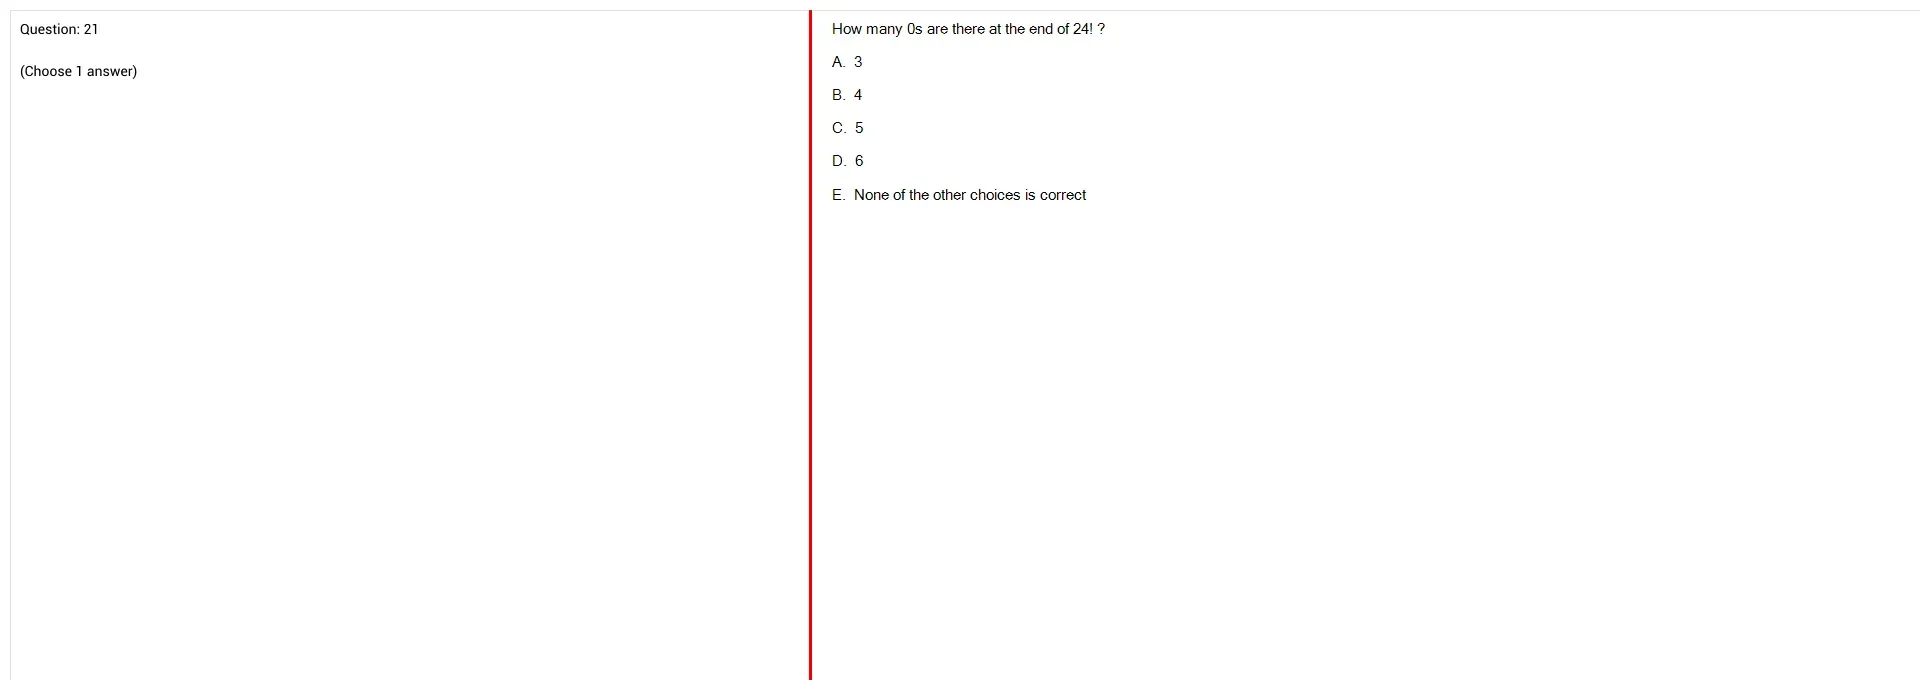 Question: 21
(Choose 1 answer)
How many 0s are there at the end of 24! ?
A. 3
B. 4
C. 5
D. 6
E. None of the other choices is correct